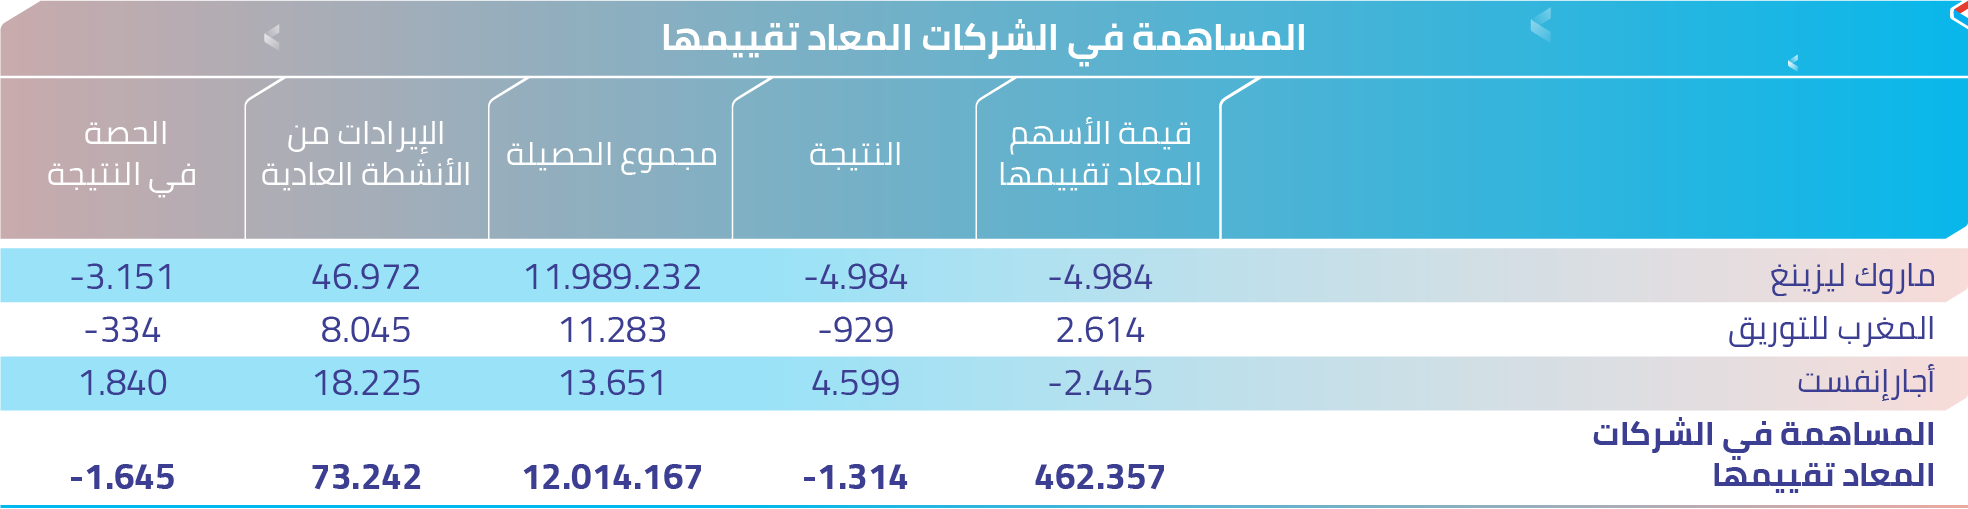 المساهمة في الشركات المعاد تقييمها
قيمة الأسهم المعاد تقييمها
النتيجة
مجموع الحصيلة
الإيرادات من الأنشطة العادية
الحصة في النتيجة
ماروك ليزينغ -4.984 -4.984 11.989.232 46.972 -3.151
المغرب للتوريق 2.614 -929 11.283 8.045 -334
أجارإنفست -2.445 4.599 13.651 18.225 1.840
المساهمة في الشركات
المعاد تقييمها 462.357 -1.314 12.014.167 73.242 -1.645